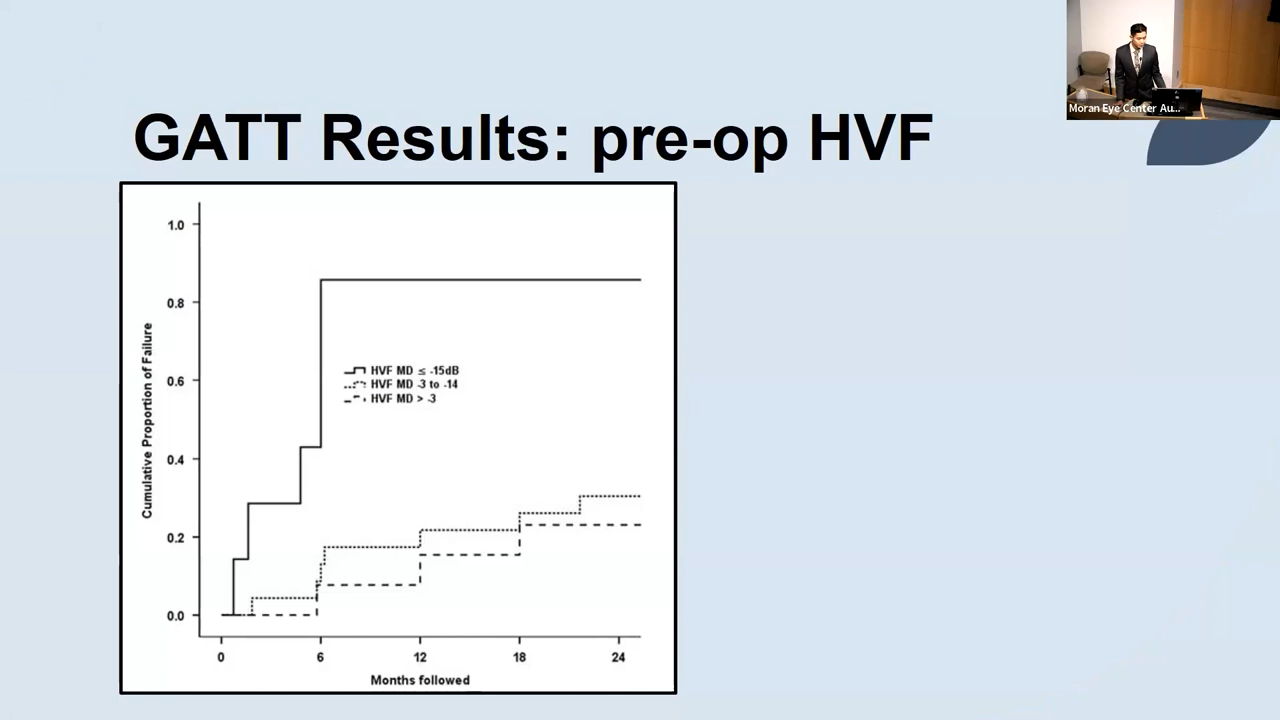 Moran Eye Center Au...
GATT Results: pre-op HVF
1.0
0.8
0.6
0.4
0.2
0.0
Cumulative Proportion of Failure
HVF MD ≤ -15dB
HVF MD -3 to -14
HVF MD > -3
0 6 12 18 24
Months followed